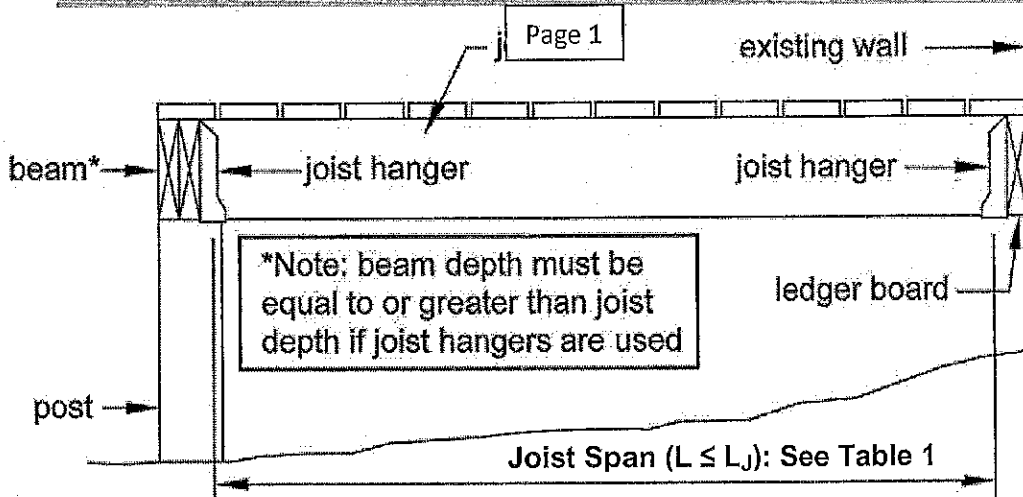 Page 1
existing wall
beam*
joist hanger
joist hanger
*Note: beam depth must be
equal to or greater than joist
depth if joist hangers are used
ledger board
post
Joist Span (L ≤ LJ): See Table 1